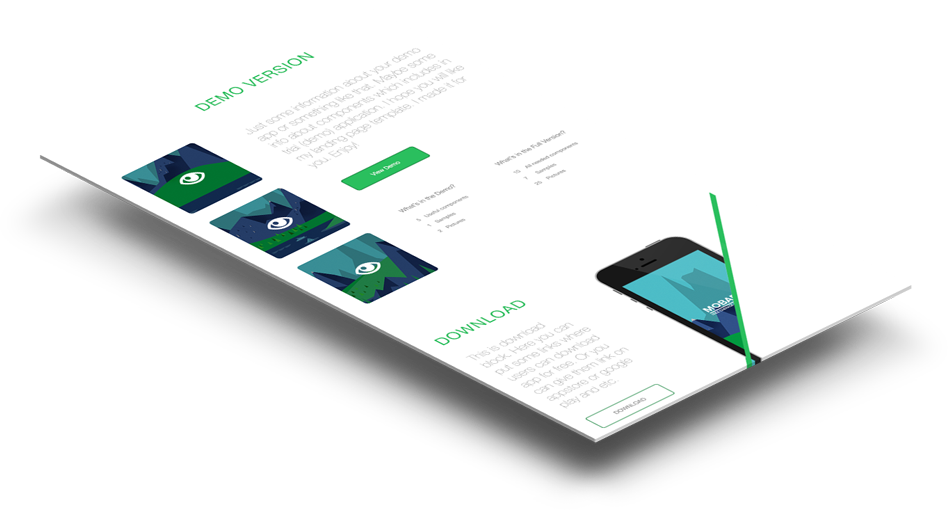 DEMO VERSION
Just some information about your demo
app or something like that. Maybe some
info about components which includes in
trial (demo) application. I hope you will like
my landing page template. I made it for
you. Enjoy!
View Demo
What's in the Demo?
5 Useful components
1 Samples
2 Pictures
What's in the Full Version?
All needed components
7 Samples
Pictures
DOWNLOAD
This is download
block. Here you can
put some links where
users can download
app for free. Or you
can give them link on
appstore or google
play and etc.
DOWNLOAD
MOBA